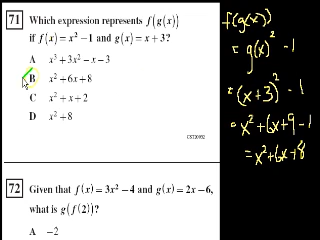 71 Which expression represents f(g(x))
if f(x) = x² − 1 and g(x) = x + 3?
A x³ + 3x² − x − 3
B x² + 6x + 8
C x² + x + 2
D x² + 8
CST20992
72 Given that f(x) = 3x² − 4 and g(x) = 2x − 6,
what is g(f(2))?
A −2
f(g(x))
= g(x)² − 1
= (x + 3)² − 1
= x² + 6x + 9 − 1
= x² + 6x + 8